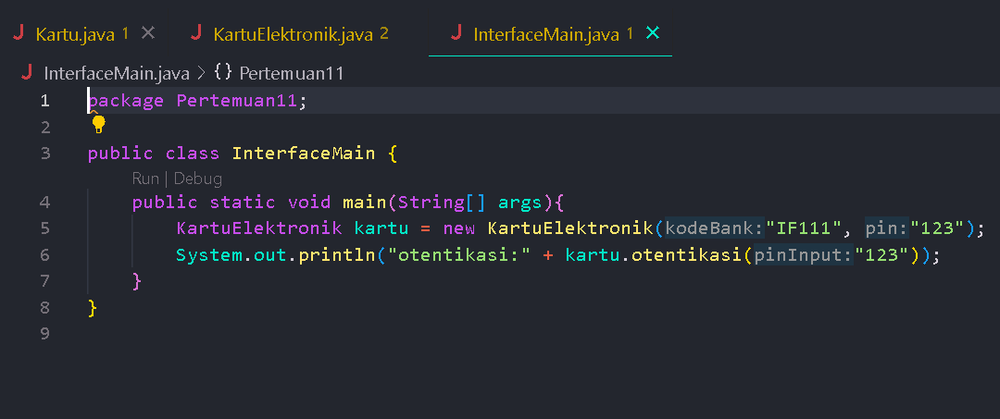 Kartu.java 1
KartuElektronik.java 2
InterfaceMain.java 1
InterfaceMain.java > {} Pertemuan11
1 package Pertemuan11;
2
3 public class InterfaceMain {
Run | Debug
4 public static void main(String[] args){
5 KartuElektronik kartu = new KartuElektronik(kodeBank:"IF111", pin:"123");
6 System.out.println("otentikasi:" + kartu.otentikasi(pinInput:"123"));
7 }
8 }
9